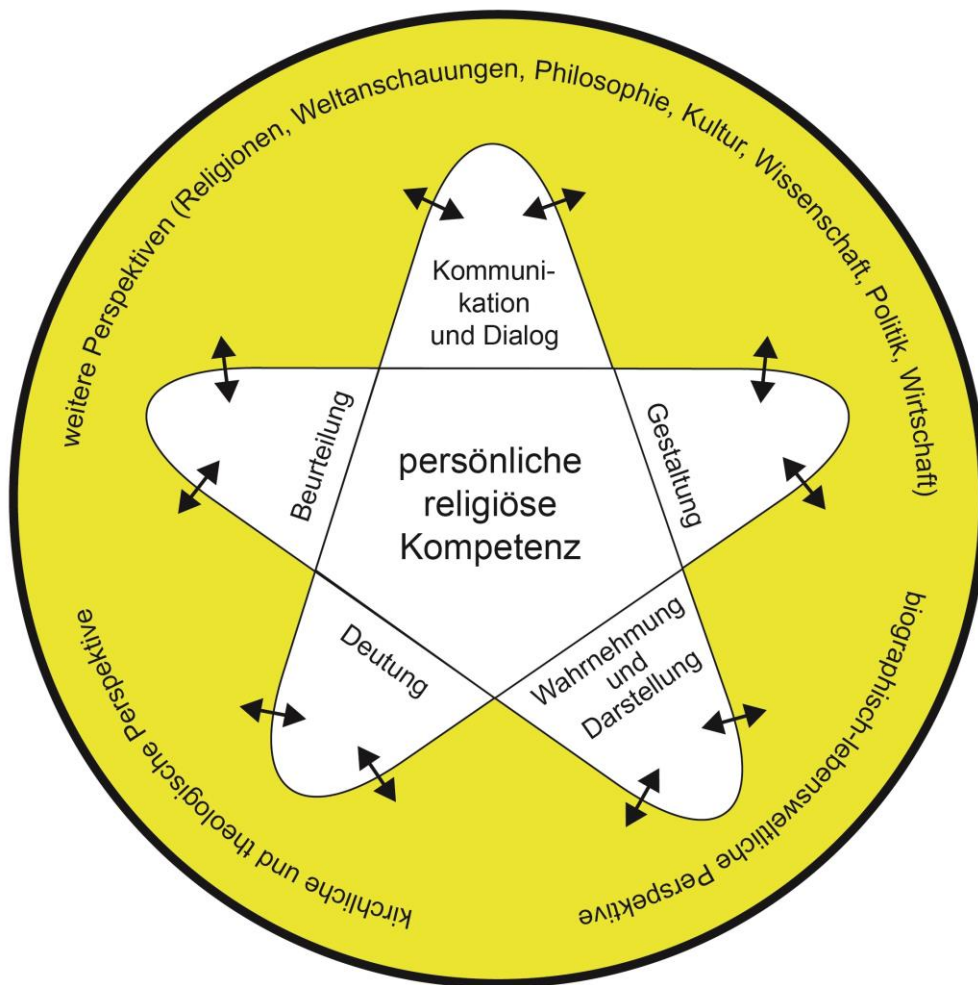 weitere Perspektiven (Religionen, Weltanschauungen, Philosophie, Kultur, Wissenschaft, Politik, Wirtschaft)
Kommuni-
kation
und Dialog
Beurteilung
Gestaltung
persönliche
religiöse
Kompetenz
Deutung
Wahrnehmung
und
Darstellung
kirchliche und theologische Perspektive
biographisch-lebensweltliche Perspektive